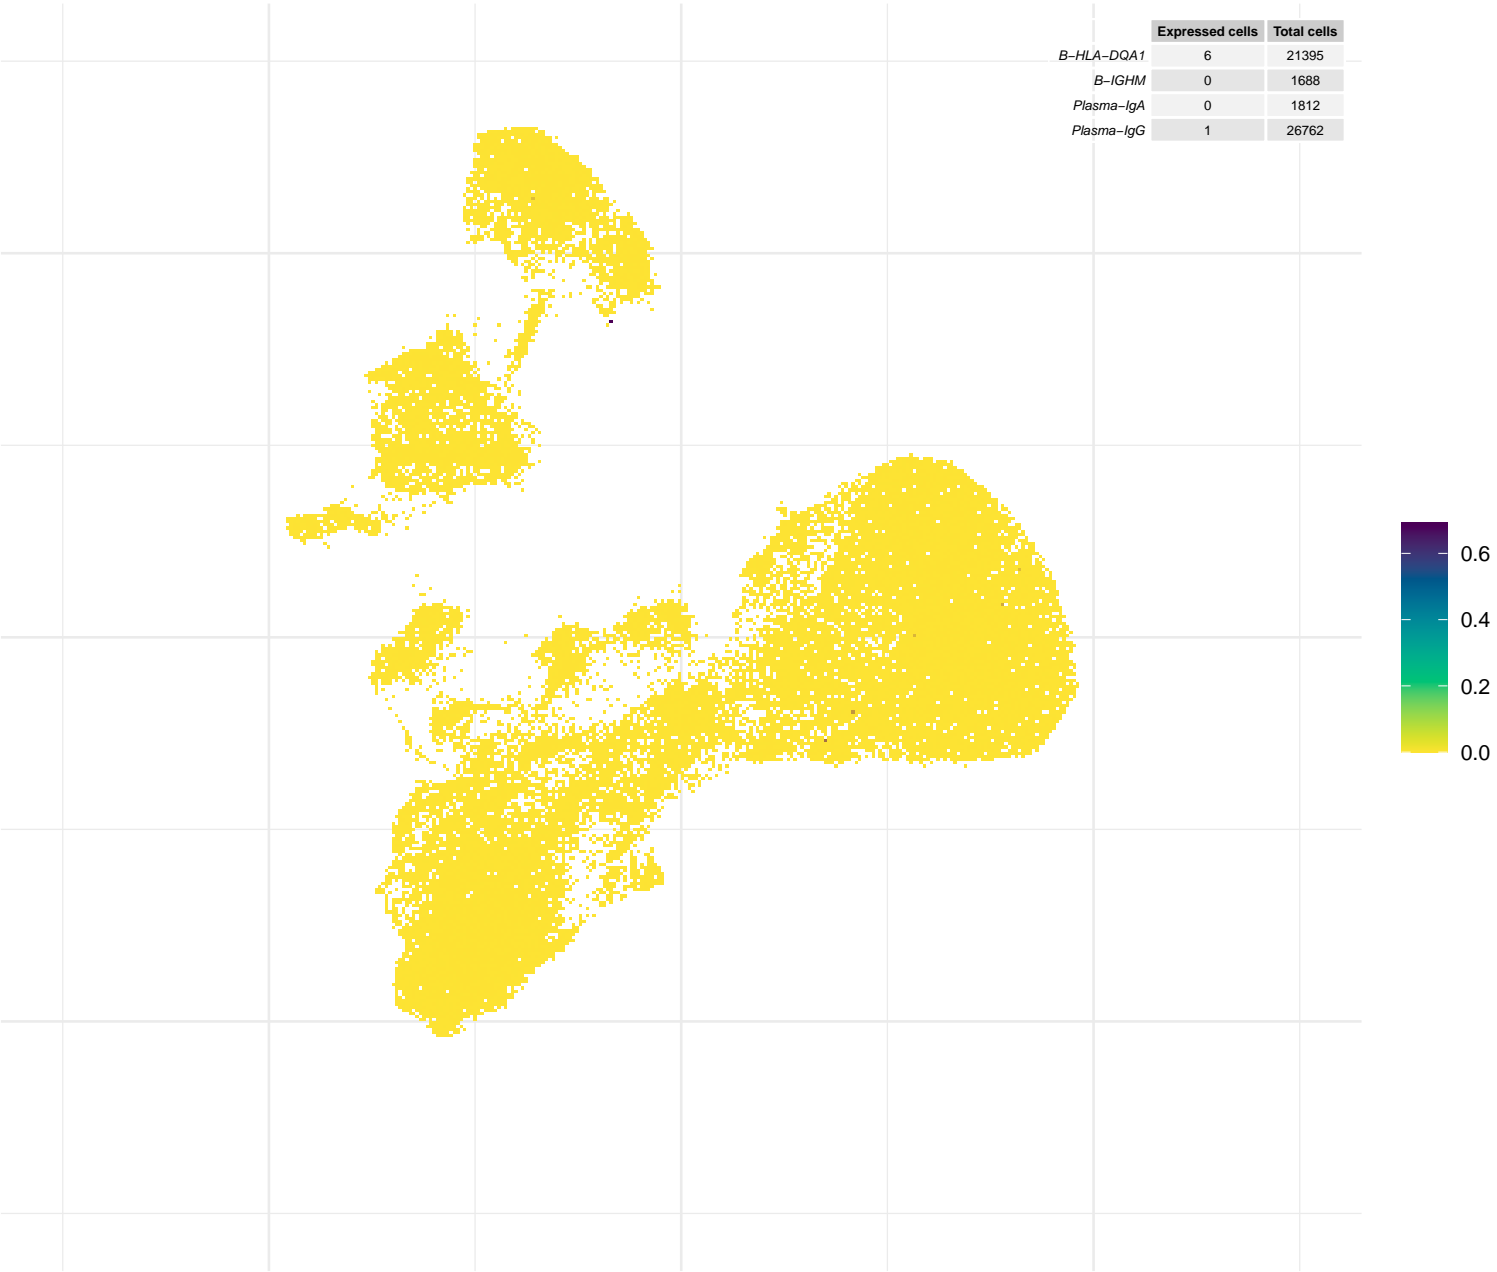 Expressed cells Total cells
B−HLA−DQA1 6 21395
B−IGHM 0 1688
Plasma−IgA 0 1812
Plasma−IgG 1 26762
0.6
0.4
0.2
0.0